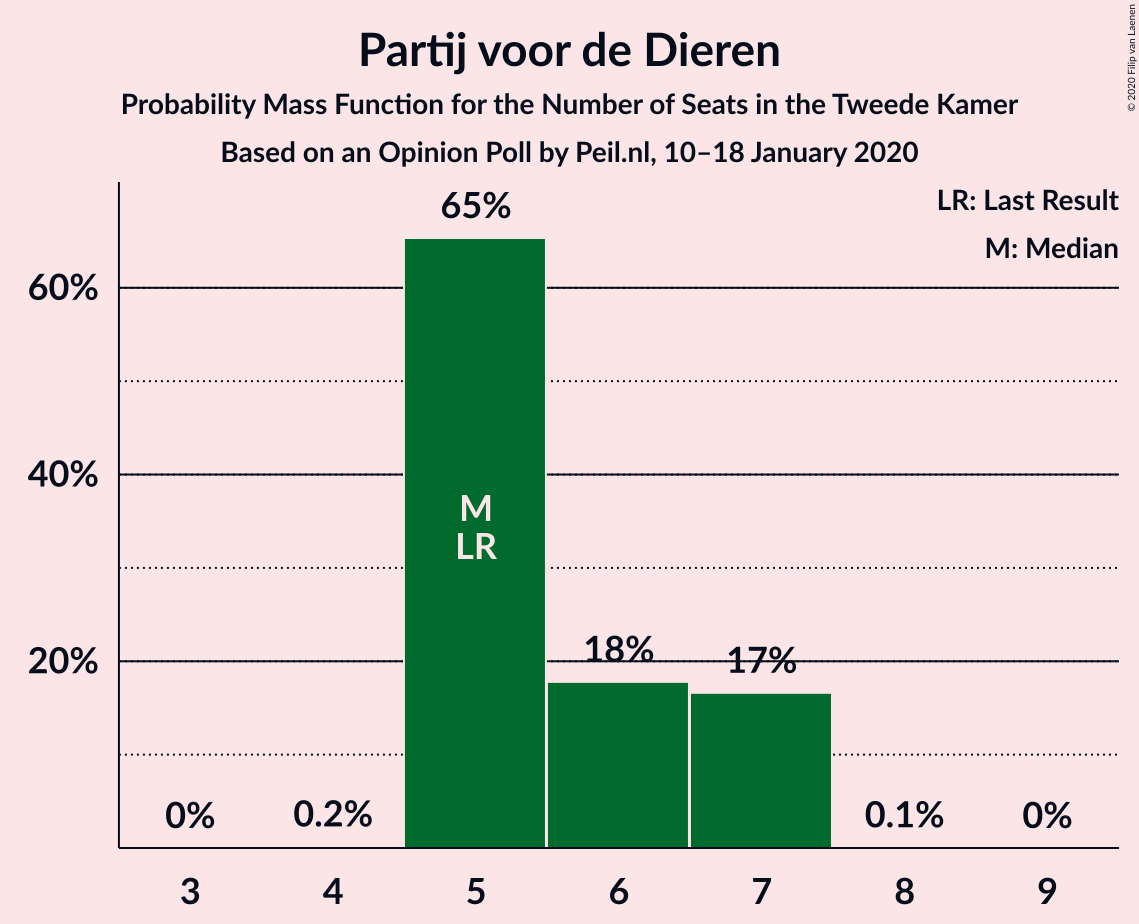 Partij voor de Dieren
Probability Mass Function for the Number of Seats in the Tweede Kamer
Based on an Opinion Poll by Peil.nl, 10–18 January 2020
© 2020 Filip van Laenen
LR: Last Result
M: Median
65%
60%
40%
M
LR
20%
18%
17%
0%
0.2%
0.1%
0%
3
4
5
6
7
8
9